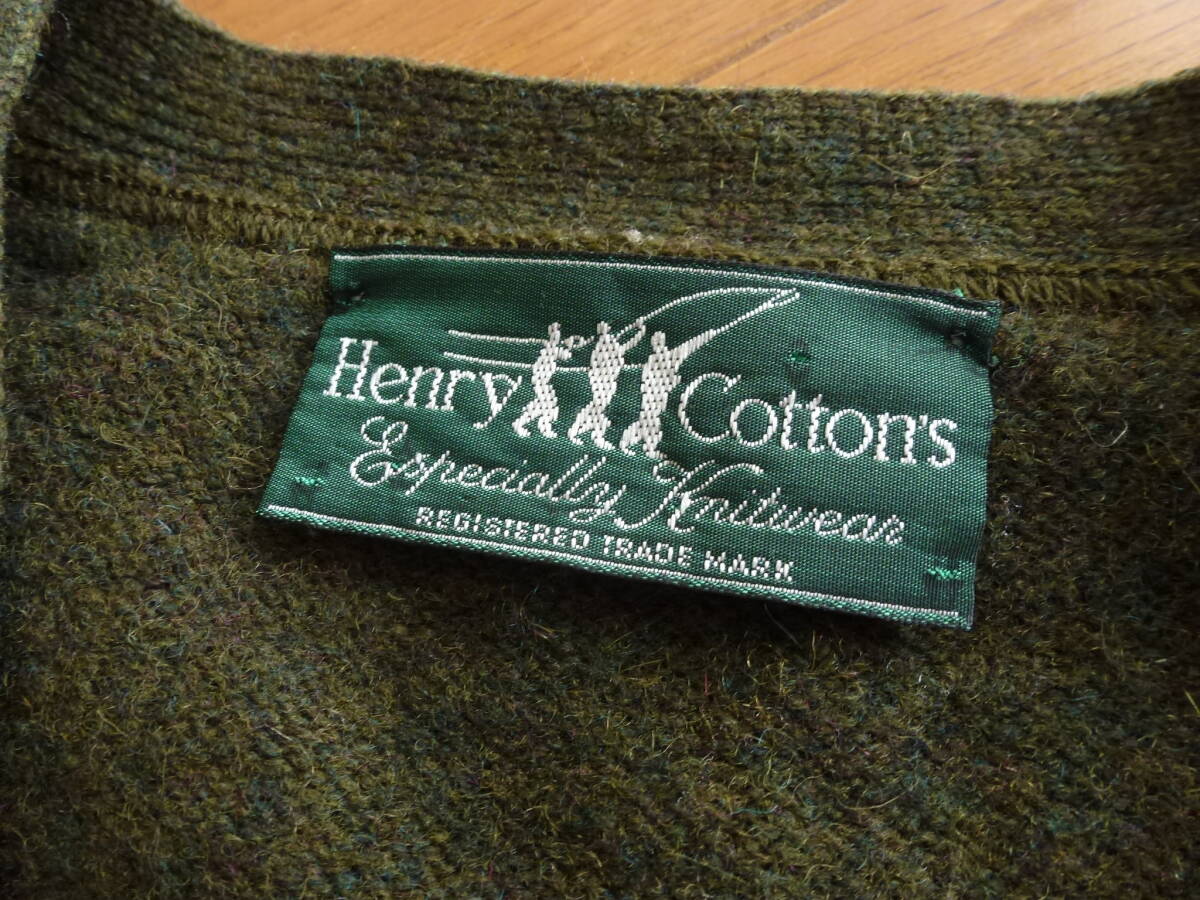 Henry Cotton's
Especially Knitwear
REGISTERED TRADE MARK